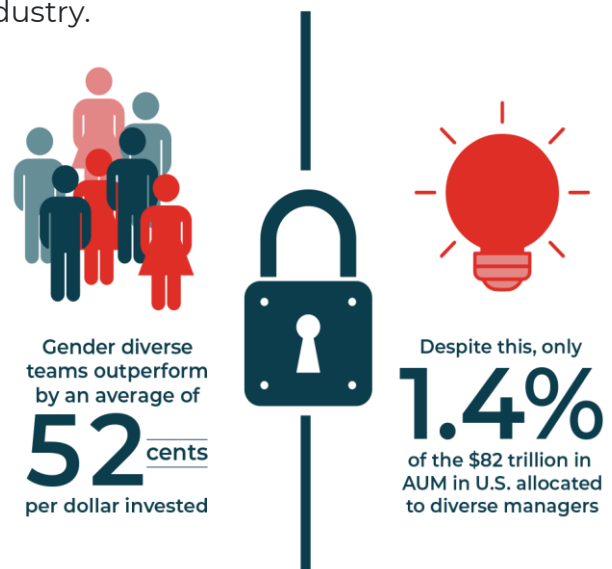 dustry.
Gender diverse
teams outperform
by an average of
52 cents
per dollar invested
Despite this, only
1.4%
of the $82 trillion in
AUM in U.S. allocated
to diverse managers